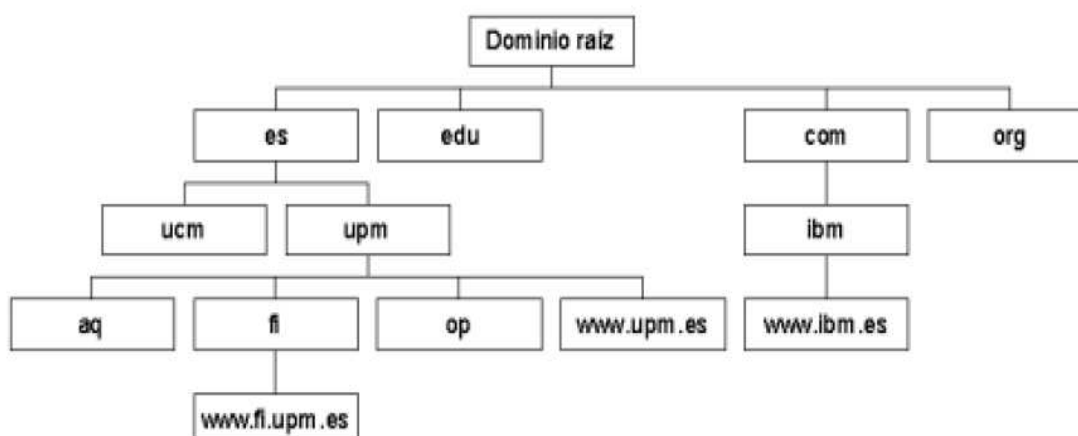 Dominio raiz
es
edu
com
org
ucm
upm
ibm
aq
fi
op
www.upm.es
www.ibm.es
www.fi.upm.es